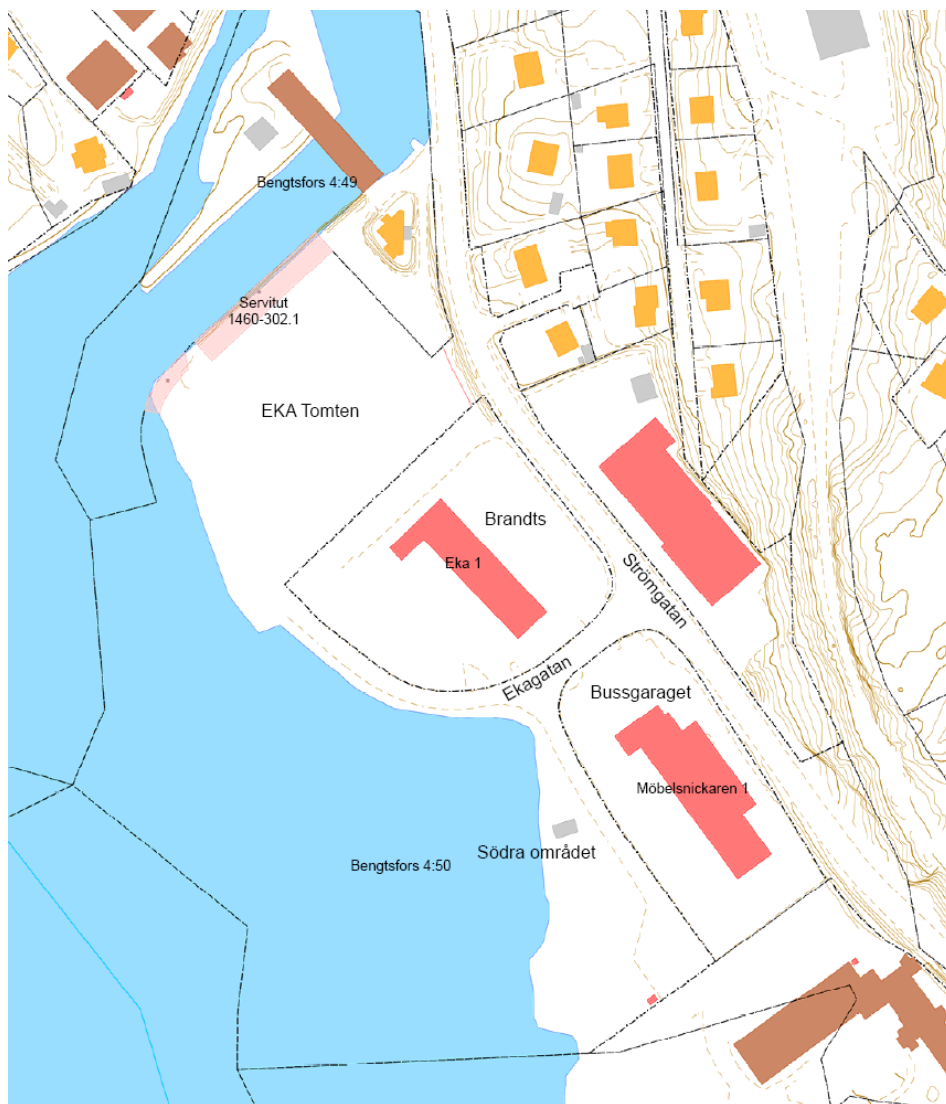 Bengtsfors 4:49
Servitut
1460-302.1
EKA Tomten
Brandts
Eka 1
Strömgatan
Ekagatan
Bussgaraget
Möbelsnickaren 1
Södra området
Bengtsfors 4:50